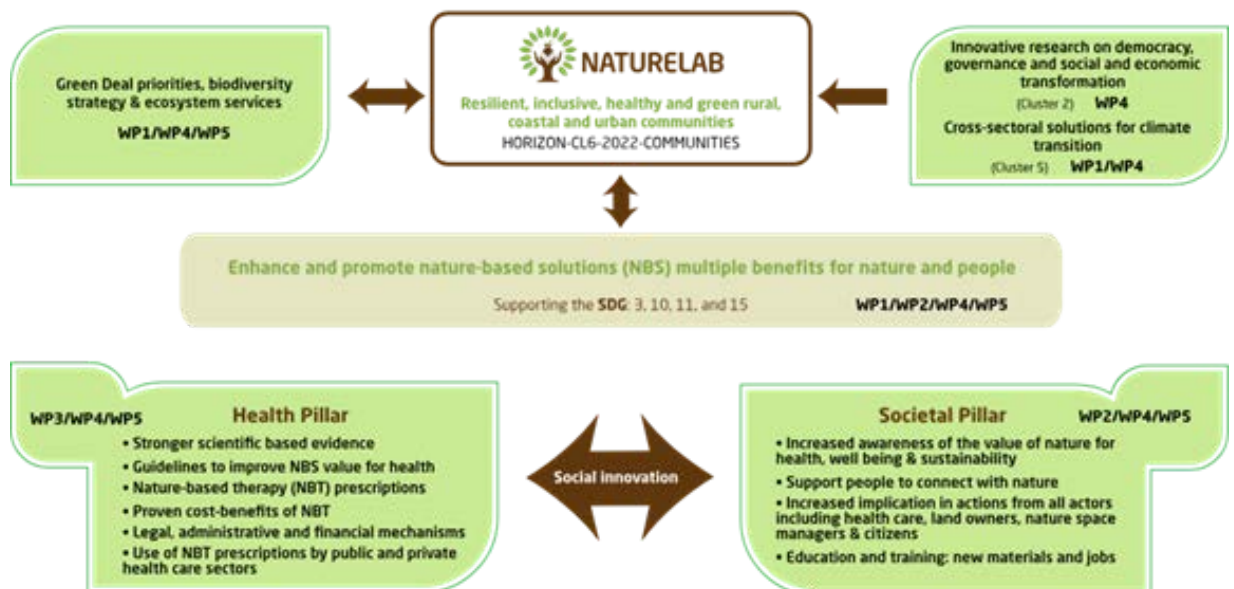 Green Deal priorities, biodiversity
strategy & ecosystem services
WP1/WP4/WP5
NATURELAB
Resilient, inclusive, healthy and green rural,
coastal and urban communities
HORIZON-CL6-2022-COMMUNITIES
Innovative research on democracy,
governance and social and economic
transformation
(Cluster 2) WP4
Cross-sectoral solutions for climate
transition
(Cluster 5) WP1/WP4
Enhance and promote nature-based solutions (NBS) multiple benefits for nature and people
Supporting the SDG: 3, 10, 11, and 15 WP1/WP2/WP4/WP5
WP3/WP4/WP5 Health Pillar
• Stronger scientific based evidence
• Guidelines to improve NBS value for health
• Nature-based therapy (NBT) prescriptions
• Proven cost-benefits of NBT
• Legal, administrative and financial mechanisms
• Use of NBT prescriptions by public and private
health care sectors
Social innovation
Societal Pillar WP2/WP4/WP5
• Increased awareness of the value of nature for
health, well being & sustainability
• Support people to connect with nature
• Increased implication in actions from all actors
including health care, land owners, nature space
managers & citizens
• Education and training: new materials and jobs